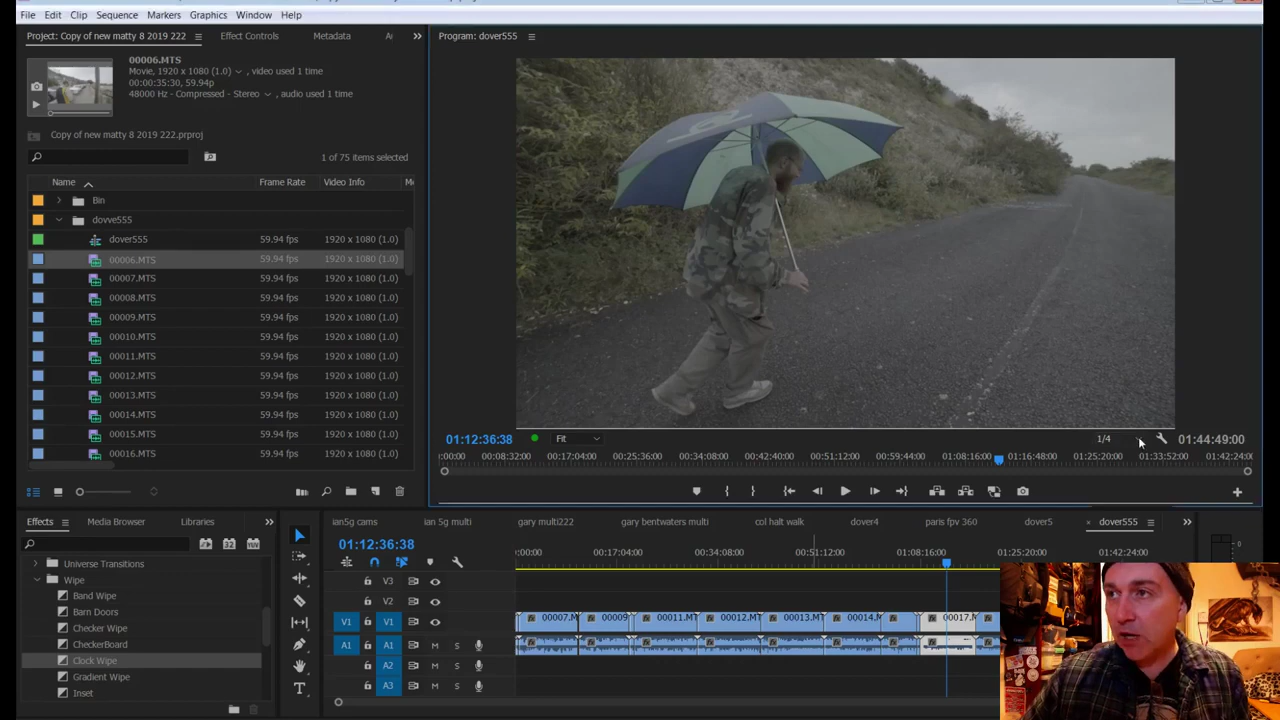 File Edit Clip Sequence Markers Graphics Window Help
Project: Copy of new matty 8 2019 222 Effect Controls Metadata
00006.MTS
Movie, 1920 x 1080 (1.0) , video used 1 time
00:00:35:30, 59.94p
48000 Hz - Compressed - Stereo , audio used 1 time
Copy of new matty 8 2019 222.prproj
1 of 75 items selected
Name Frame Rate Video Info
Bin
dovve555
dover555 59.94 fps 1920 x 1080 (1.0)
00006.MTS 59.94 fps 1920 x 1080 (1.0)
00007.MTS 59.94 fps 1920 x 1080 (1.0)
00008.MTS 59.94 fps 1920 x 1080 (1.0)
00009.MTS 59.94 fps 1920 x 1080 (1.0)
00010.MTS 59.94 fps 1920 x 1080 (1.0)
00011.MTS 59.94 fps 1920 x 1080 (1.0)
00012.MTS 59.94 fps 1920 x 1080 (1.0)
00013.MTS 59.94 fps 1920 x 1080 (1.0)
00014.MTS 59.94 fps 1920 x 1080 (1.0)
00015.MTS 59.94 fps 1920 x 1080 (1.0)
00016.MTS 59.94 fps 1920 x 1080 (1.0)
Program: dover555
01:12:36:38 Fit 1/4 01:44:49:00
:00:00 00:08:32:00 00:17:04:00 00:25:36:00 00:34:08:00 00:42:40:00 00:51:12:00 00:59:44:00 01:08:16:00 01:16:48:00 01:25:20:00 01:33:52:00 01:42:24:0
Effects Media Browser Libraries
Universe Transitions
Wipe
Band Wipe
Barn Doors
Checker Wipe
CheckerBoard
Clock Wipe
Gradient Wipe
Inset
ian5g cams ian 5g multi gary multi222 gary bentwaters multi col halt walk dover4 paris fpv 360 dover5 dover555
01:12:36:38
:00:00 00:17:04:00 00:34:08:00 00:51:12:00 01:08:16:00 01:25:20:00 01:42:24:00
V3
V2
V1 V1 00007.M 00009 00011.MT 00012.MT 00013.MT 00014.M 00017.M
A1 A1 M S
A2 M S
A3 M S
0